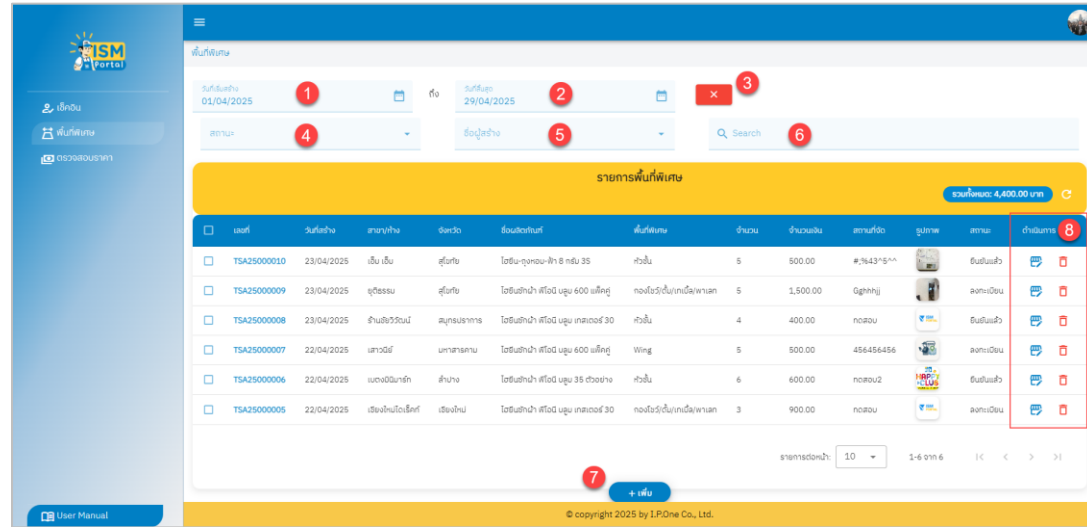 ISM
Portal
พื้นที่พิเศษ
วันที่เริ่มสร้าง
01/04/2025
1
ถึง
วันที่สิ้นสุด
29/04/2025
2
3
เช็คอิน
พื้นที่พิเศษ
ตรวจสอบราคา
สถานะ
4
ชื่อผู้สร้าง
5
Search
6
รายการพื้นที่พิเศษ
รวมทั้งหมด: 4,400.00 บาท
เลขที่ วันที่สร้าง สาขา/ห้าง จังหวัด ชื่อผลิตภัณฑ์ พื้นที่พิเศษ จำนวน จำนวนเงิน สถานที่จัด รูปภาพ สถานะ ดำเนินการ 8
TSA25000010 23/04/2025 เอ็ม เอ็ม สุโขทัย ไฮยีน-ถุงหอม-ฟ้า 8 กรัม 35 หัวชั้น 5 500.00 #;%43^5^^ ยืนยันแล้ว
TSA25000009 23/04/2025 ยุติธรรม สุโขทัย ไฮยีนซักผ้า พีโอนี บลูม 600 แพ็คคู่ กองโชว์/ดั้ม/เทเบิ้ล/พาเลท 5 1,500.00 Gghhhjj ลงทะเบียน
TSA25000008 23/04/2025 ร้านชัยวิวัฒน์ สมุทรปราการ ไฮยีนซักผ้า พีโอนี บลูม เทสเตอร์ 30 หัวชั้น 4 400.00 ทดสอบ ยืนยันแล้ว
TSA25000007 22/04/2025 เสาวนีย์ มหาสารคาม ไฮยีนซักผ้า พีโอนี บลูม 600 แพ็คคู่ Wing 5 500.00 456456456 ลงทะเบียน
TSA25000006 22/04/2025 เบตงมินิมาร์ท ลำปาง ไฮยีนซักผ้า พีโอนี บลูม 35 ตัวอย่าง หัวชั้น 6 600.00 ทดสอบ2 ยืนยันแล้ว
TSA25000005 22/04/2025 เชียงใหม่ไดเร็คท์ เชียงใหม่ ไฮยีนซักผ้า พีโอนี บลูม เทสเตอร์ 30 กองโชว์/ดั้ม/เทเบิ้ล/พาเลท 3 900.00 ทดสอบ ลงทะเบียน
รายการต่อหน้า: 10 1-6 จาก 6
7
+ เพิ่ม
User Manual
© copyright 2025 by I.P.One Co., Ltd.